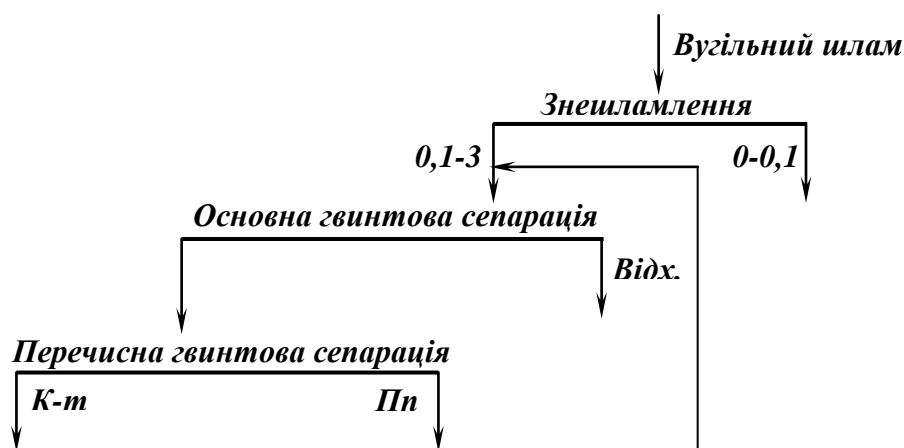 Вугільний шлам
Знешламлення
0,1-3
0-0,1
Основна гвинтова сепарація
Відх.
Перечисна гвинтова сепарація
К-т
Пп